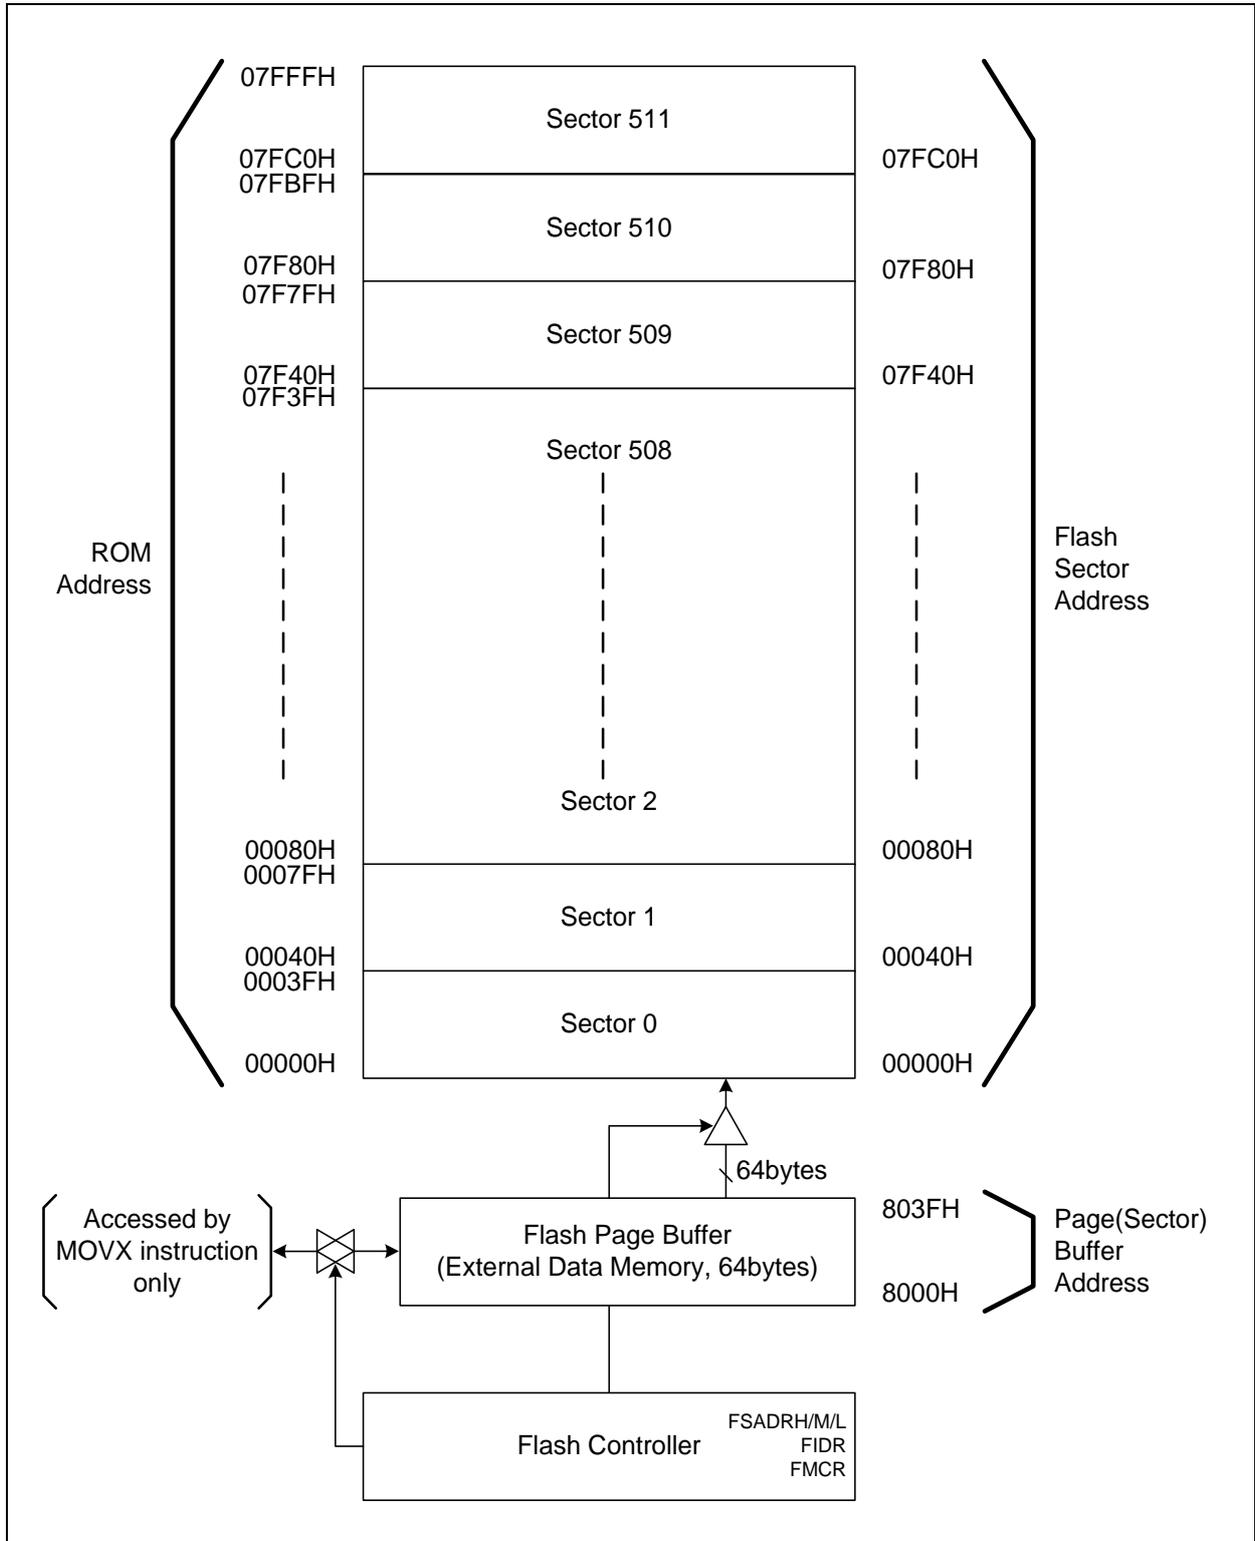 07FFFH
Sector 511
07FC0H
07FC0H
07FBFH
Sector 510
07F80H
07F80H
07F7FH
Sector 509
07F40H
07F40H
07F3FH
Sector 508
ROM
Address
Flash
Sector
Address
Sector 2
00080H
00080H
0007FH
Sector 1
00040H
00040H
0003FH
Sector 0
00000H
00000H
64bytes
Accessed by
MOVX instruction
only
Flash Page Buffer
(External Data Memory, 64bytes)
803FH
8000H
Page(Sector)
Buffer
Address
Flash Controller
FSADRH/M/L
FIDR
FMCR